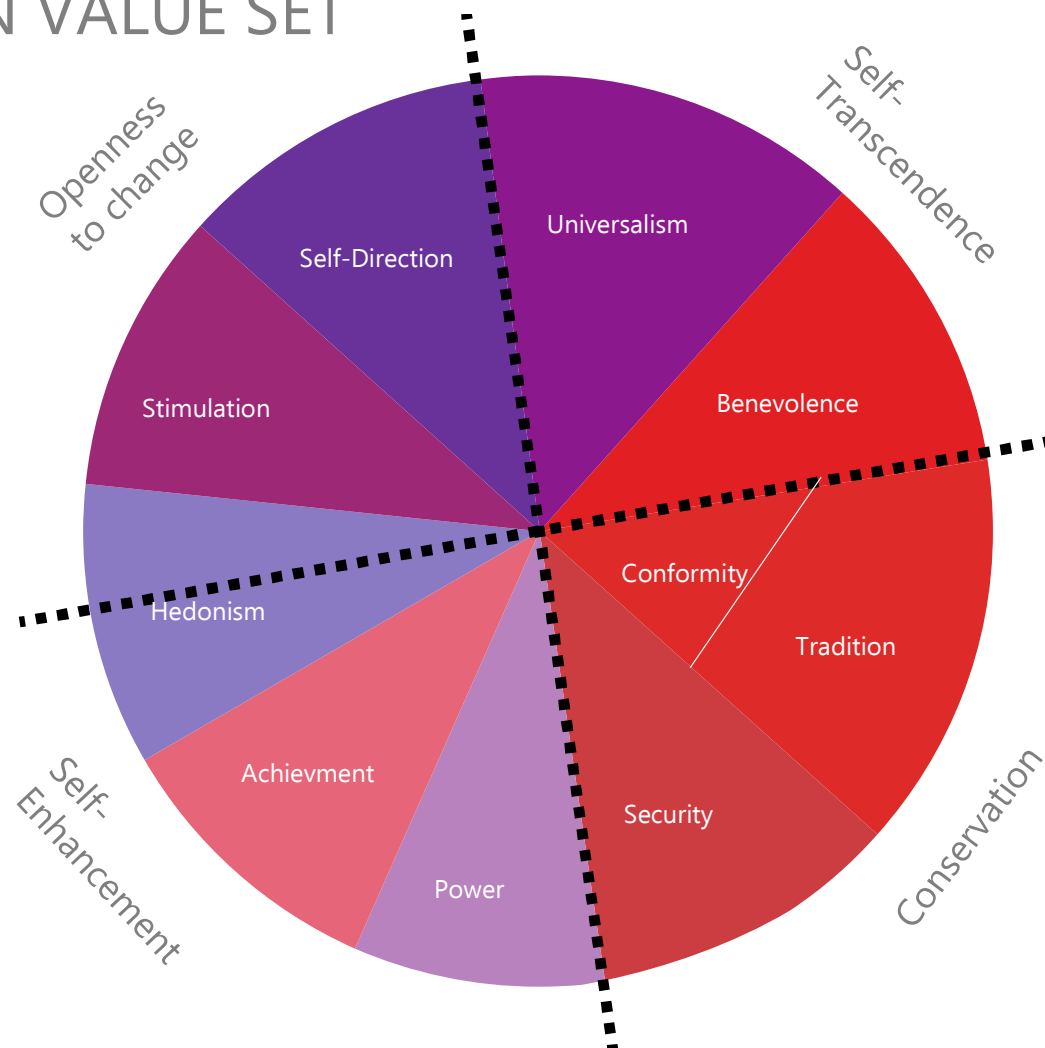 N VALUE SET
Openness
to change
Self-
Transcendence
Universalism
Self-Direction
Benevolence
Stimulation
Conformity
Hedonism
Tradition
Achievment
Security
Power
Self-
Enhancement
Conservation